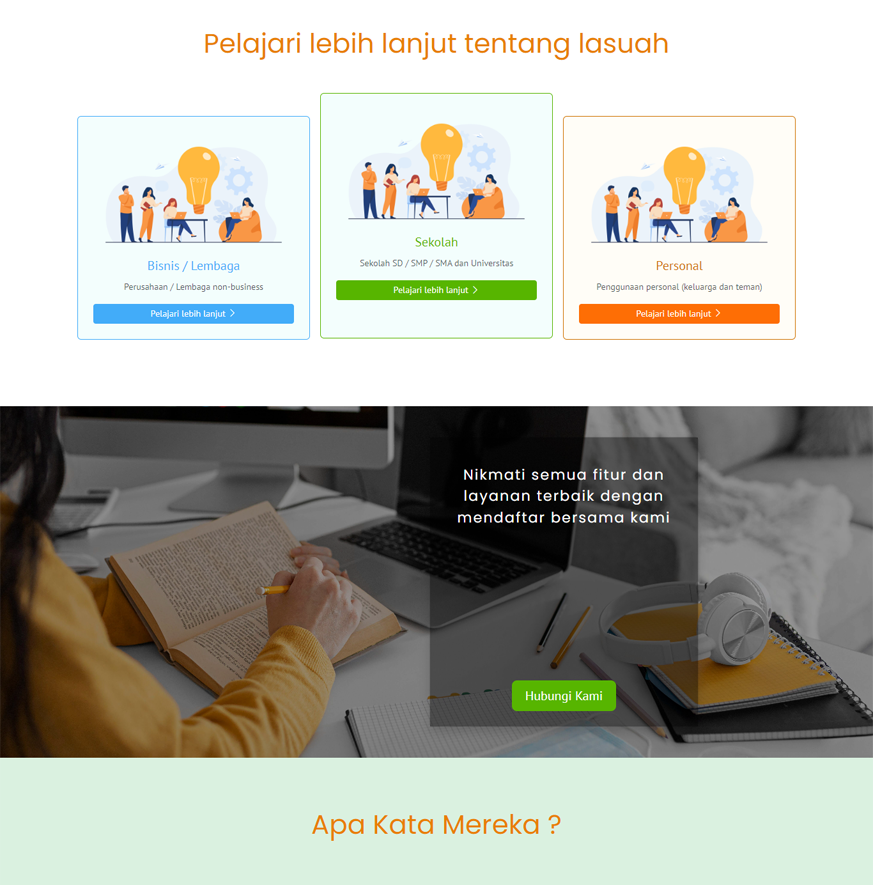 Pelajari lebih lanjut tentang lasuah
Bisnis / Lembaga
Perusahaan / Lembaga non-business
Pelajari lebih lanjut
Sekolah
Sekolah SD / SMP / SMA dan Universitas
Pelajari lebih lanjut
Personal
Penggunaan personal (keluarga dan teman)
Pelajari lebih lanjut
Nikmati semua fitur dan
layanan terbaik dengan
mendaftar bersama kami
Hubungi Kami
Apa Kata Mereka ?